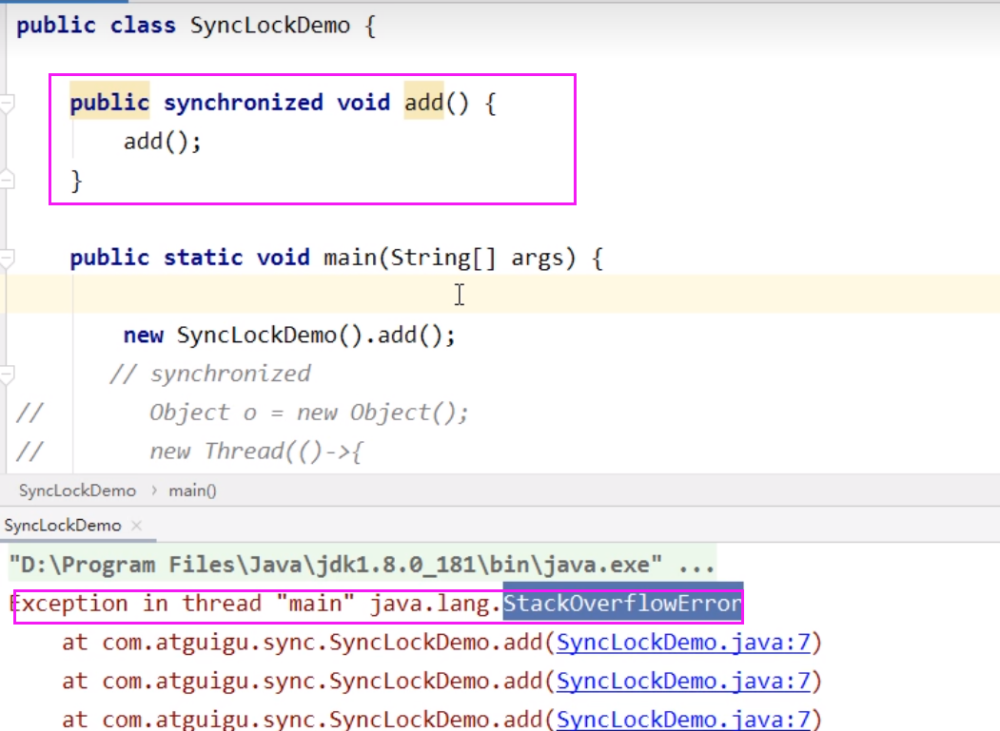 public class SyncLockDemo {
public synchronized void add() {
add();
}
public static void main(String[] args) {
new SyncLockDemo().add();
// synchronized
// Object o = new Object();
// new Thread(()->{
SyncLockDemo › main()
SyncLockDemo ×
"D:\Program Files\Java\jdk1.8.0_181\bin\java.exe" ...
Exception in thread "main" java.lang.StackOverflowError
at com.atguigu.sync.SyncLockDemo.add(SyncLockDemo.java:7)
at com.atguigu.sync.SyncLockDemo.add(SyncLockDemo.java:7)
at com.atguigu.sync.SyncLockDemo.add(SyncLockDemo.java:7)